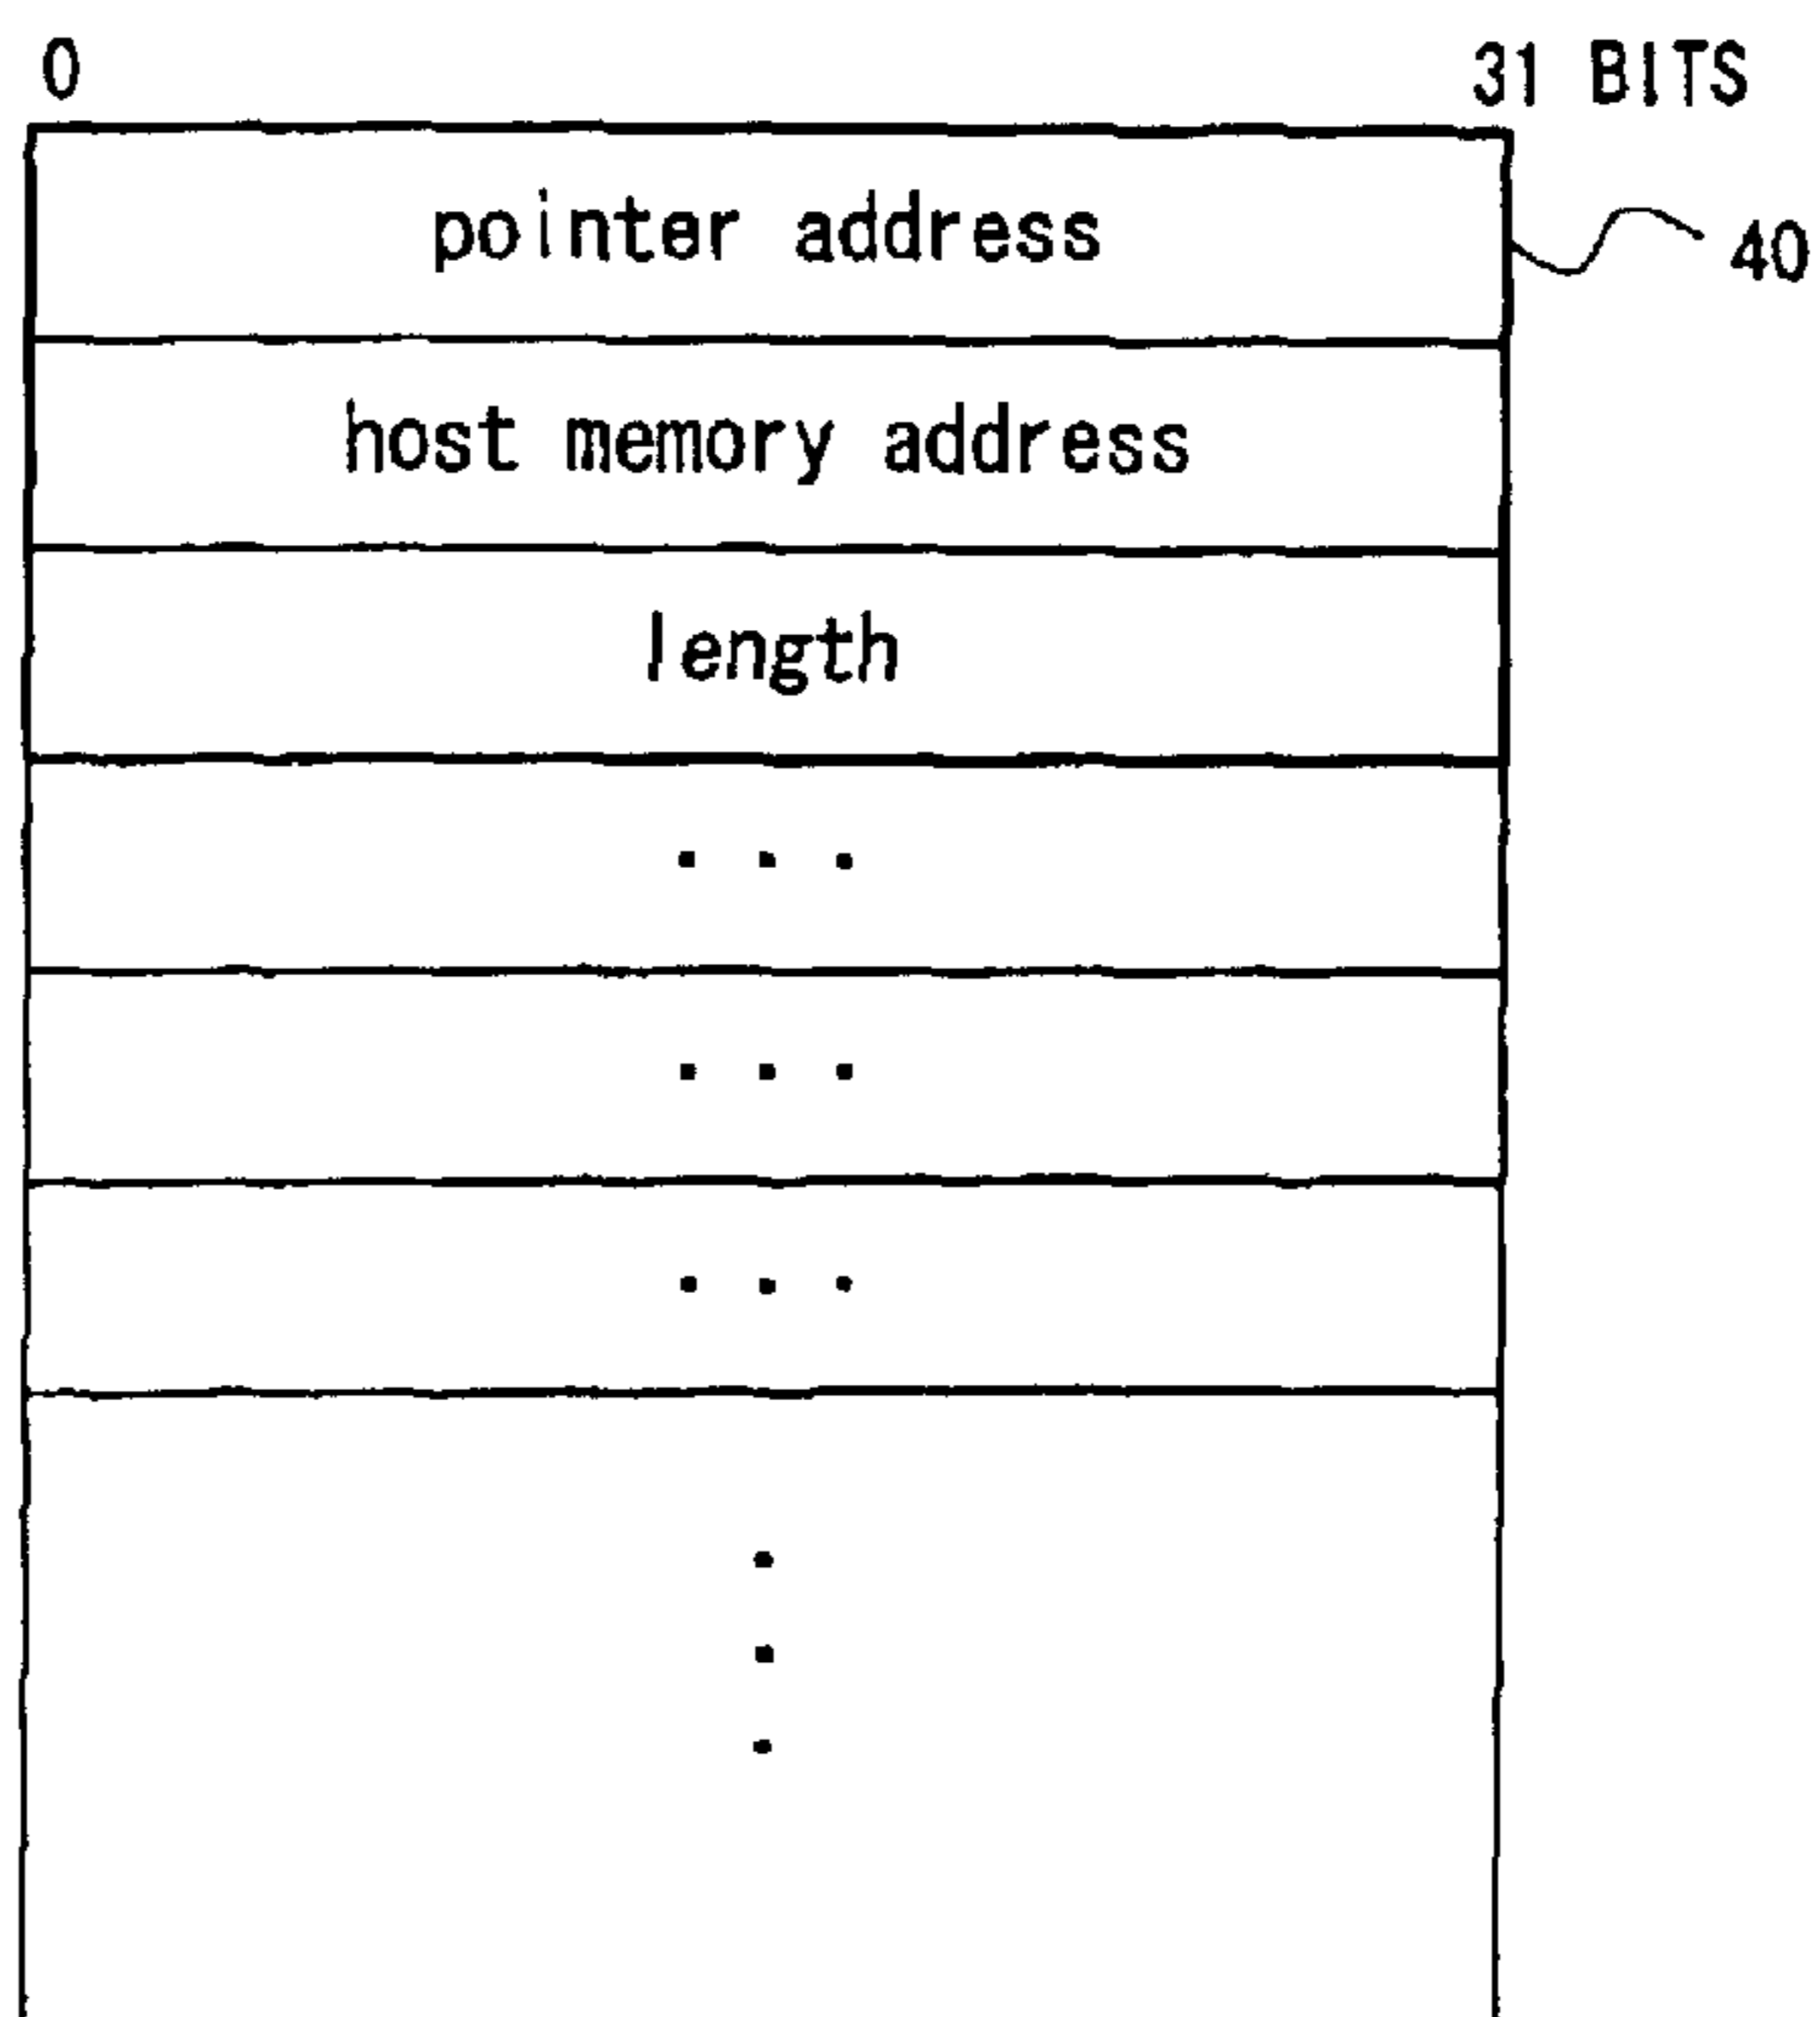 0 31 BITS
pointer address
40
host memory address
length
. . .
. . .
. . .
.
.
.